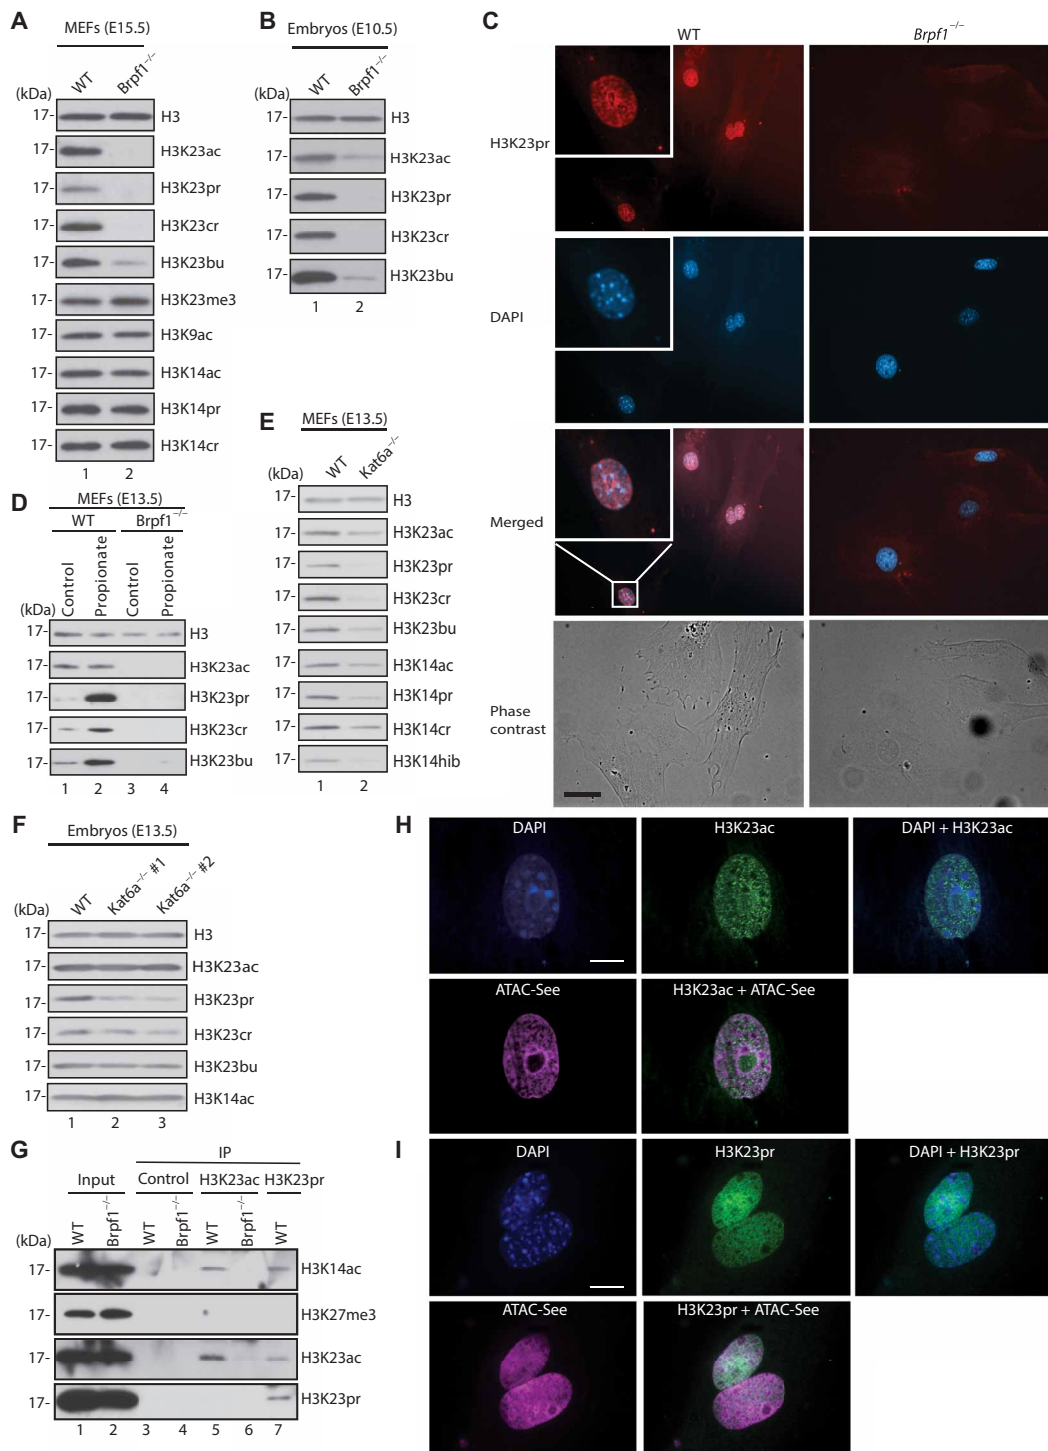 A
MEFs (E15.5)
WT
Brpf1−/−
(kDa)
17- H3
17- H3K23ac
17- H3K23pr
17- H3K23cr
17- H3K23bu
17- H3K23me3
17- H3K9ac
17- H3K14ac
17- H3K14pr
17- H3K14cr
1 2
B
Embryos (E10.5)
WT
Brpf1−/−
(kDa)
17- H3
17- H3K23ac
17- H3K23pr
17- H3K23cr
17- H3K23bu
1 2
C
WT
Brpf1−/−
H3K23pr
DAPI
Merged
Phase
contrast
D
MEFs (E13.5)
WT Brpf1−/−
Control
Propionate
Control
Propionate
(kDa)
17- H3
17- H3K23ac
17- H3K23pr
17- H3K23cr
17- H3K23bu
1 2 3 4
E
MEFs (E13.5)
WT
Kat6a−/−
(kDa)
17- H3
17- H3K23ac
17- H3K23pr
17- H3K23cr
17- H3K23bu
17- H3K14ac
17- H3K14pr
17- H3K14cr
17- H3K14hib
1 2
F
Embryos (E13.5)
WT
Kat6a−/− #1
Kat6a−/− #2
(kDa)
17- H3
17- H3K23ac
17- H3K23pr
17- H3K23cr
17- H3K23bu
17- H3K14ac
1 2 3
G
IP
Input Control H3K23ac H3K23pr
WT
Brpf1−/−
WT
Brpf1−/−
WT
Brpf1−/−
WT
(kDa)
17- H3K14ac
17- H3K27me3
17- H3K23ac
17- H3K23pr
1 2 3 4 5 6 7
H
DAPI
H3K23ac
DAPI + H3K23ac
ATAC-See
H3K23ac + ATAC-See
I
DAPI
H3K23pr
DAPI + H3K23pr
ATAC-See
H3K23pr + ATAC-See